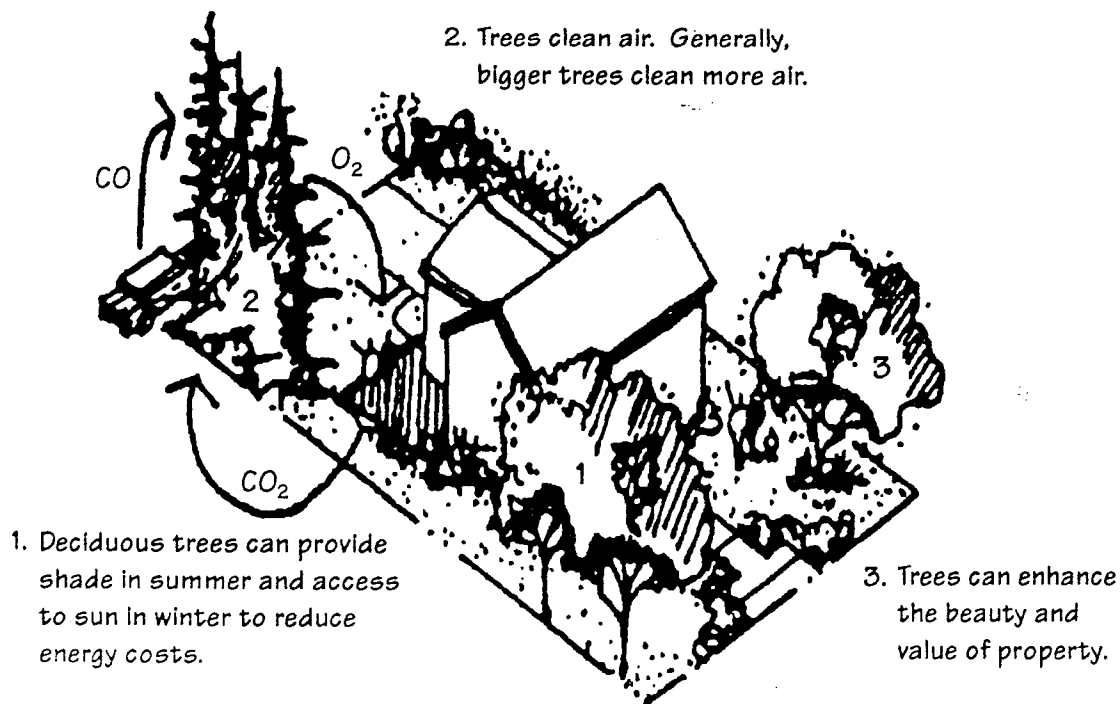 2. Trees clean air. Generally,
bigger trees clean more air.
CO
O₂
2
3
1
CO₂
1. Deciduous trees can provide
shade in summer and access
to sun in winter to reduce
energy costs.
3. Trees can enhance
the beauty and
value of property.